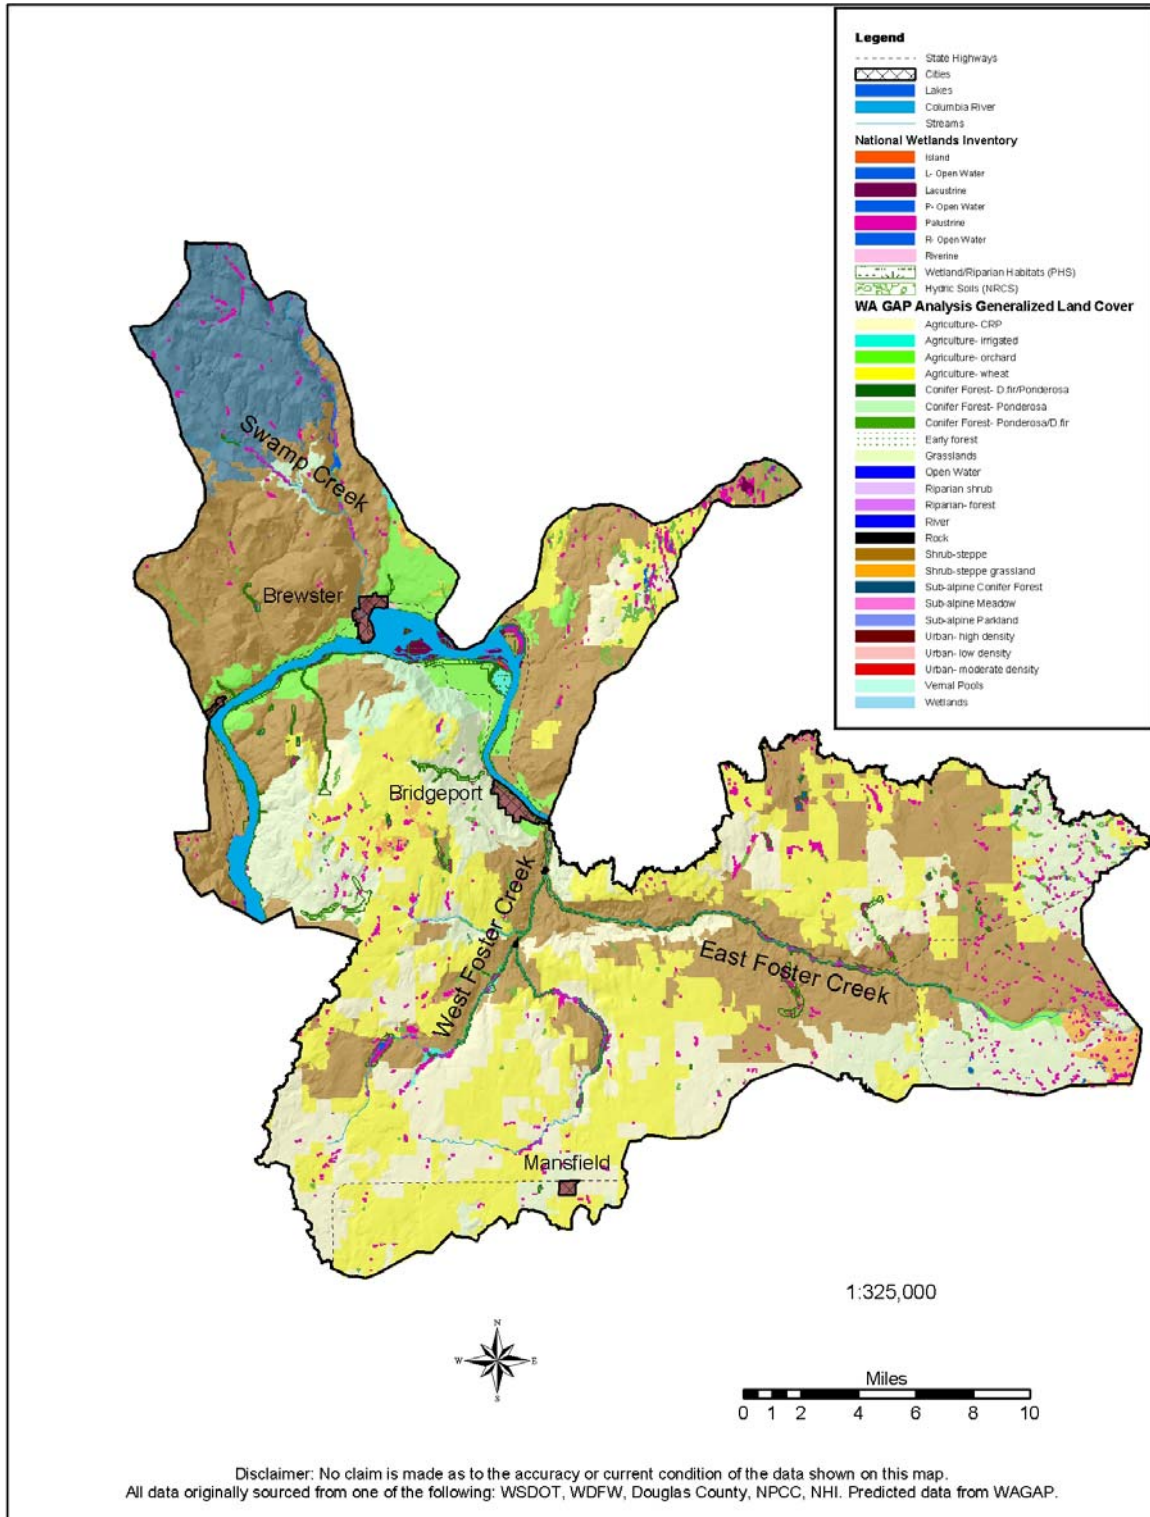 Legend
State Highways
Cities
Lakes
Columbia River
Streams
National Wetlands Inventory
Island
L- Open Water
Lacustrine
P- Open Water
Palustrine
R- Open Water
Riverine
Wetland/Riparian Habitats (PHS)
Hydric Soils (NRCS)
WA GAP Analysis Generalized Land Cover
Agriculture- CRP
Agriculture- irrigated
Agriculture- orchard
Agriculture- wheat
Conifer Forest- D.fir/Ponderosa
Conifer Forest- Ponderosa
Conifer Forest- Ponderosa/D.fir
Early forest
Grasslands
Open Water
Riparian shrub
Riparian- forest
River
Rock
Shrub-steppe
Shrub-steppe grassland
Sub-alpine Conifer Forest
Sub-alpine Meadow
Sub-alpine Parkland
Urban- high density
Urban- low density
Urban- moderate density
Vernal Pools
Wetlands
Swamp Creek
Brewster
Bridgeport
West Foster Creek
East Foster Creek
Mansfield
1:325,000
N
W E
S
Miles
0 1 2 4 6 8 10
Disclaimer: No claim is made as to the accuracy or current condition of the data shown on this map.
All data originally sourced from one of the following: WSDOT, WDFW, Douglas County, NPCC, NHI. Predicted data from WAGAP.